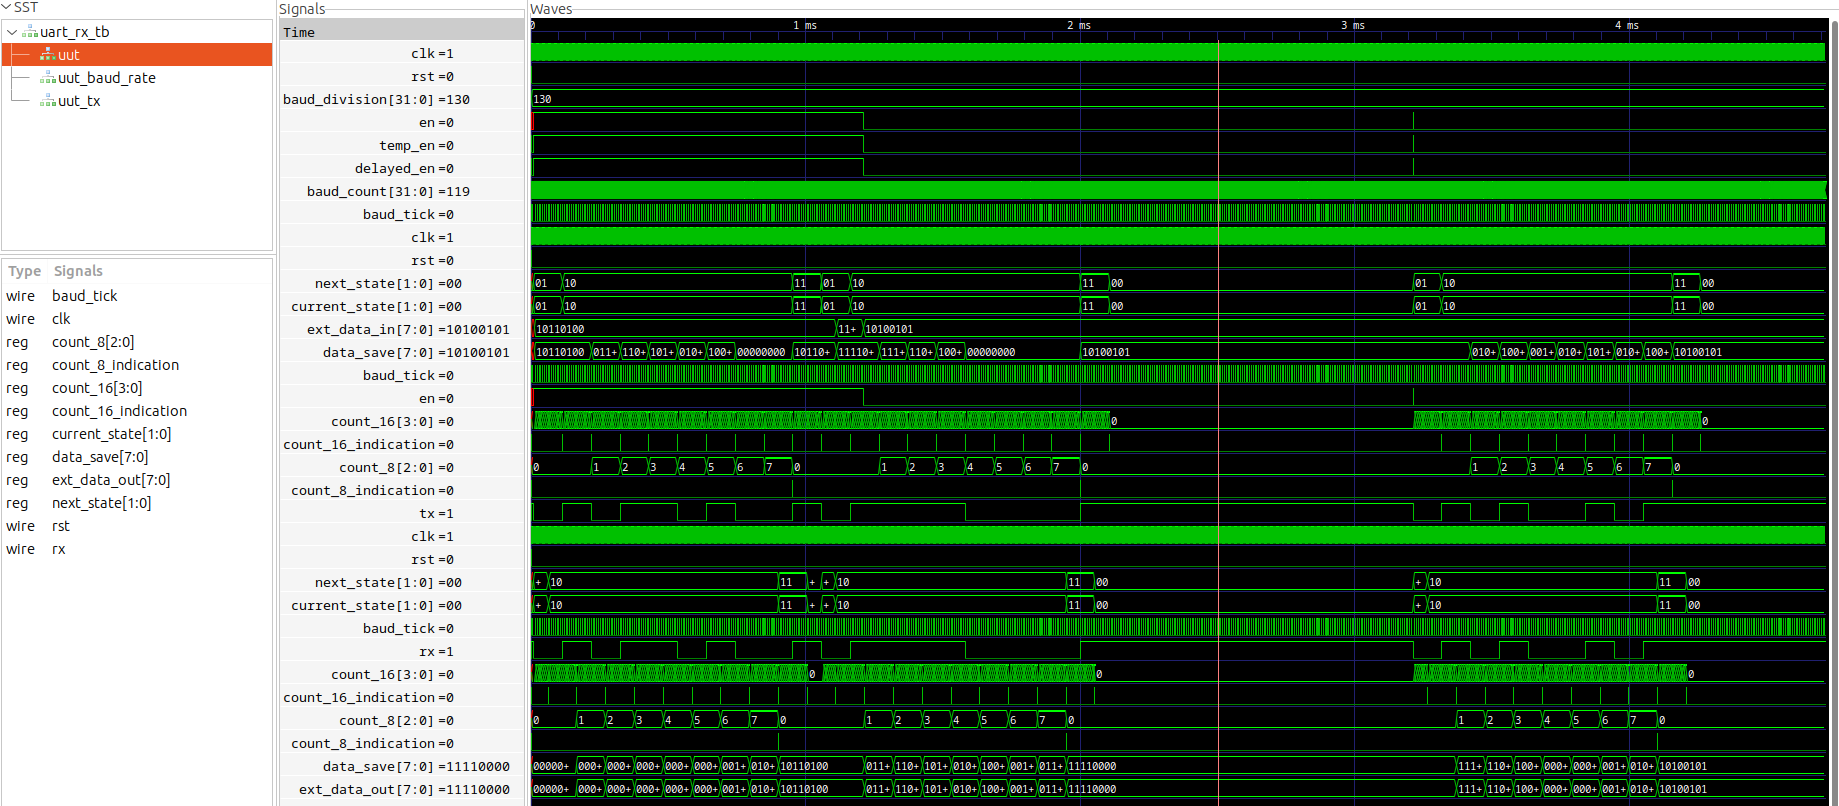 SST
uart_rx_tb
uut
uut_baud_rate
uut_tx
Type Signals
wire baud_tick
wire clk
reg count_8[2:0]
reg count_8_indication
reg count_16[3:0]
reg count_16_indication
reg current_state[1:0]
reg data_save[7:0]
reg ext_data_out[7:0]
reg next_state[1:0]
wire rst
wire rx
Signals
Waves
Time
0 1 ms 2 ms 3 ms 4 ms
clk =1
rst =0
baud_division[31:0] =130 130
en =0
temp_en =0
delayed_en =0
baud_count[31:0] =119
baud_tick =0
clk =1
rst =0
next_state[1:0] =00 01 10 11 01 10 11 00 01 10 11 00
current_state[1:0] =00 01 10 11 01 10 11 00 01 10 11 00
ext_data_in[7:0] =10100101 10110100 11+ 10100101
data_save[7:0] =10100101 10110100 011+ 110+ 101+ 010+ 100+ 00000000 10110+ 11110+ 111+ 110+ 100+ 00000000 10100101 010+ 100+ 001+ 010+ 101+ 010+ 100+ 10100101
baud_tick =0
en =0
count_16[3:0] =0 0 0
count_16_indication =0
count_8[2:0] =0 0 1 2 3 4 5 6 7 0 1 2 3 4 5 6 7 0 1 2 3 4 5 6 7 0
count_8_indication =0
tx =1
clk =1
rst =0
next_state[1:0] =00 + 10 11 + + 10 11 00 + 10 11 00
current_state[1:0] =00 + 10 11 + + 10 11 00 + 10 11 00
baud_tick =0
rx =1
count_16[3:0] =0 0 0 0
count_16_indication =0
count_8[2:0] =0 0 1 2 3 4 5 6 7 0 1 2 3 4 5 6 7 0 1 2 3 4 5 6 7 0
count_8_indication =0
data_save[7:0] =11110000 00000+ 000+ 000+ 000+ 000+ 000+ 001+ 010+ 10110100 011+ 110+ 101+ 010+ 100+ 001+ 011+ 11110000 111+ 110+ 100+ 000+ 000+ 001+ 010+ 10100101
ext_data_out[7:0] =11110000 00000+ 000+ 000+ 000+ 000+ 000+ 001+ 010+ 10110100 011+ 110+ 101+ 010+ 100+ 001+ 011+ 11110000 111+ 110+ 100+ 000+ 000+ 001+ 010+ 10100101